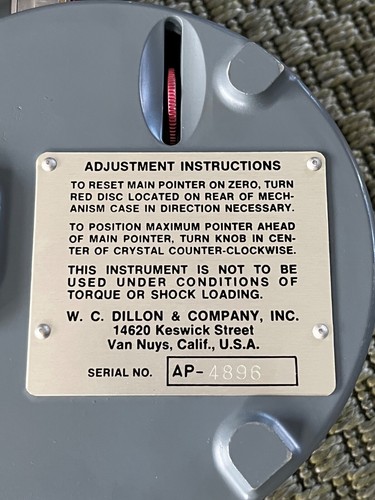 ADJUSTMENT INSTRUCTIONS
TO RESET MAIN POINTER ON ZERO, TURN
RED DISC LOCATED ON REAR OF MECH-
ANISM CASE IN DIRECTION NECESSARY.
TO POSITION MAXIMUM POINTER AHEAD
OF MAIN POINTER, TURN KNOB IN CEN-
TER OF CRYSTAL COUNTER-CLOCKWISE.
THIS INSTRUMENT IS NOT TO BE
USED UNDER CONDITIONS OF
TORQUE OR SHOCK LOADING.
W. C. DILLON & COMPANY, INC.
14620 Keswick Street
Van Nuys, Calif., U.S.A.
SERIAL NO. AP-4896